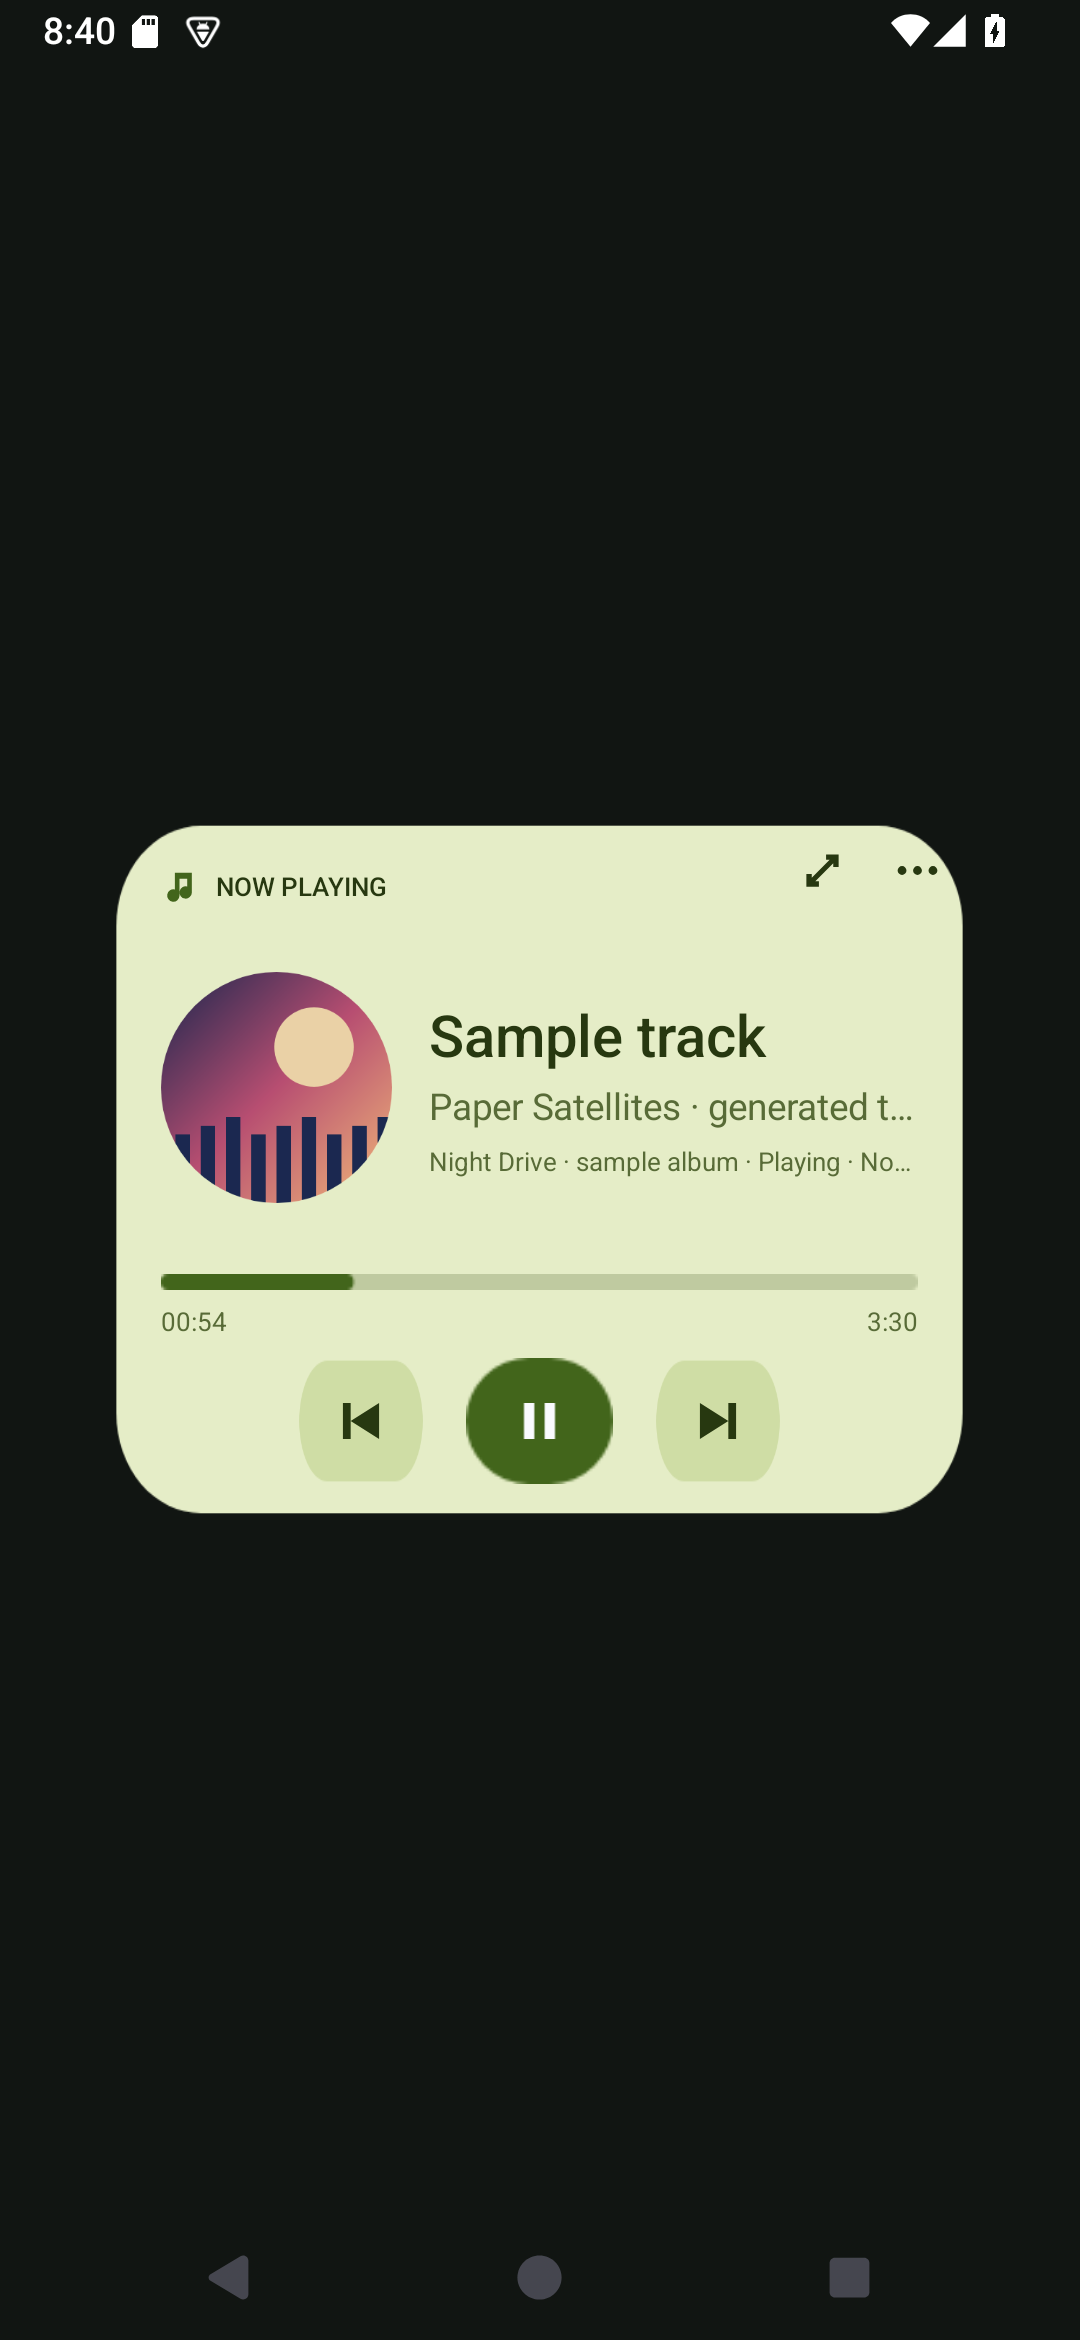 8:40
NOW PLAYING
Sample track
Paper Satellites · generated t…
Night Drive · sample album · Playing · No…
00:54 3:30